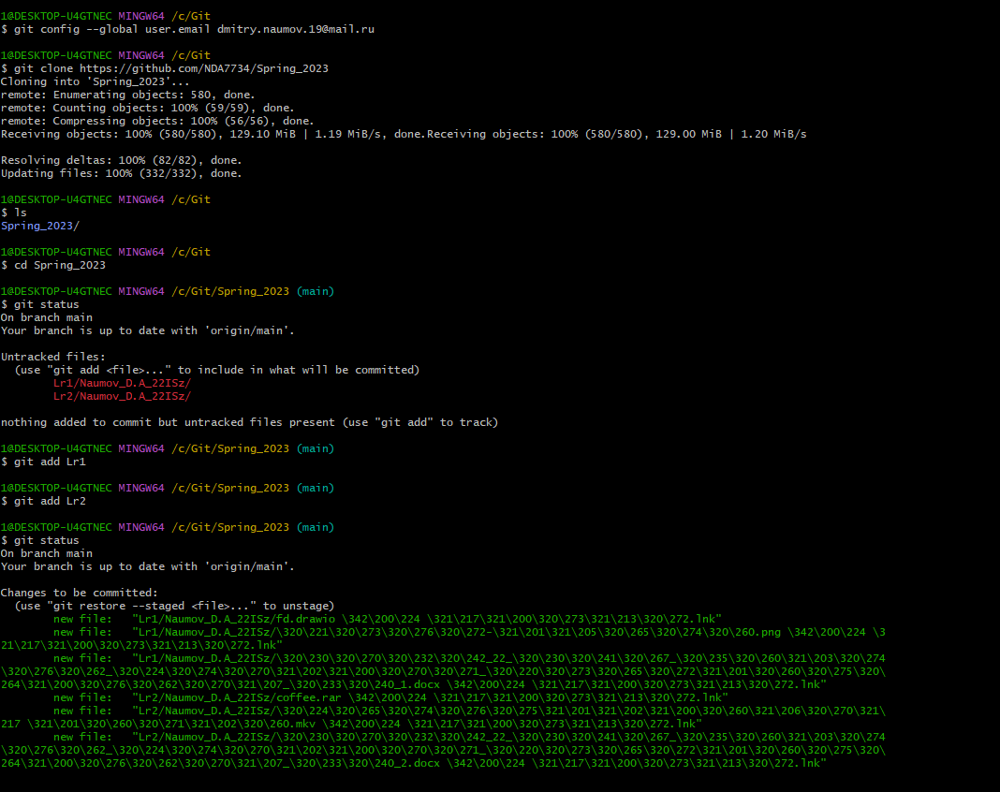 1@DESKTOP-U4GTNEC MINGW64 /c/Git
$ git config --global user.email dmitry.naumov.19@mail.ru
1@DESKTOP-U4GTNEC MINGW64 /c/Git
$ git clone https://github.com/NDA7734/Spring_2023
Cloning into 'Spring_2023'...
remote: Enumerating objects: 580, done.
remote: Counting objects: 100% (59/59), done.
remote: Compressing objects: 100% (56/56), done.
Receiving objects: 100% (580/580), 129.10 MiB | 1.19 MiB/s, done.Receiving objects: 100% (580/580), 129.00 MiB | 1.20 MiB/s
Resolving deltas: 100% (82/82), done.
Updating files: 100% (332/332), done.
1@DESKTOP-U4GTNEC MINGW64 /c/Git
$ ls
Spring_2023/
1@DESKTOP-U4GTNEC MINGW64 /c/Git
$ cd Spring_2023
1@DESKTOP-U4GTNEC MINGW64 /c/Git/Spring_2023 (main)
$ git status
On branch main
Your branch is up to date with 'origin/main'.
Untracked files:
(use "git add <file>..." to include in what will be committed)
Lr1/Naumov_D.A_22ISz/
Lr2/Naumov_D.A_22ISz/
nothing added to commit but untracked files present (use "git add" to track)
1@DESKTOP-U4GTNEC MINGW64 /c/Git/Spring_2023 (main)
$ git add Lr1
1@DESKTOP-U4GTNEC MINGW64 /c/Git/Spring_2023 (main)
$ git add Lr2
1@DESKTOP-U4GTNEC MINGW64 /c/Git/Spring_2023 (main)
$ git status
On branch main
Your branch is up to date with 'origin/main'.
Changes to be committed:
(use "git restore --staged <file>..." to unstage)
new file:   "Lr1/Naumov_D.A_22ISz/fd.drawio \342\200\224 \321\217\321\200\320\273\321\213\320\272.lnk"
new file:   "Lr1/Naumov_D.A_22ISz/\320\221\320\273\320\276\320\272-\321\201\321\205\320\265\320\274\320\260.png \342\200\224 \3
21\217\321\200\320\273\321\213\320\272.lnk"
new file:   "Lr1/Naumov_D.A_22ISz/\320\230\320\270\320\232\320\242_22_\320\230\320\241\320\267_\320\235\320\260\321\203\320\274
\320\276\320\262_\320\224\320\274\320\270\321\202\321\200\320\270\320\271_\320\220\320\273\320\265\320\272\321\201\320\260\320\275\320\
264\321\200\320\276\320\262\320\270\321\207_\320\233\320\240_1.docx \342\200\224 \321\217\321\200\320\273\321\213\320\272.lnk"
new file:   "Lr2/Naumov_D.A_22ISz/coffee.rar \342\200\224 \321\217\321\200\320\273\321\213\320\272.lnk"
new file:   "Lr2/Naumov_D.A_22ISz/\320\224\320\265\320\274\320\276\320\275\321\201\321\202\321\200\320\260\321\206\320\270\321\
217 \321\201\320\260\320\271\321\202\320\260.mkv \342\200\224 \321\217\321\200\320\273\321\213\320\272.lnk"
new file:   "Lr2/Naumov_D.A_22ISz/\320\230\320\270\320\232\320\242_22_\320\230\320\241\320\267_\320\235\320\260\321\203\320\274
\320\276\320\262_\320\224\320\274\320\270\321\202\321\200\320\270\320\271_\320\220\320\273\320\265\320\272\321\201\320\260\320\275\320\
264\321\200\320\276\320\262\320\270\321\207_\320\233\320\240_2.docx \342\200\224 \321\217\321\200\320\273\321\213\320\272.lnk"